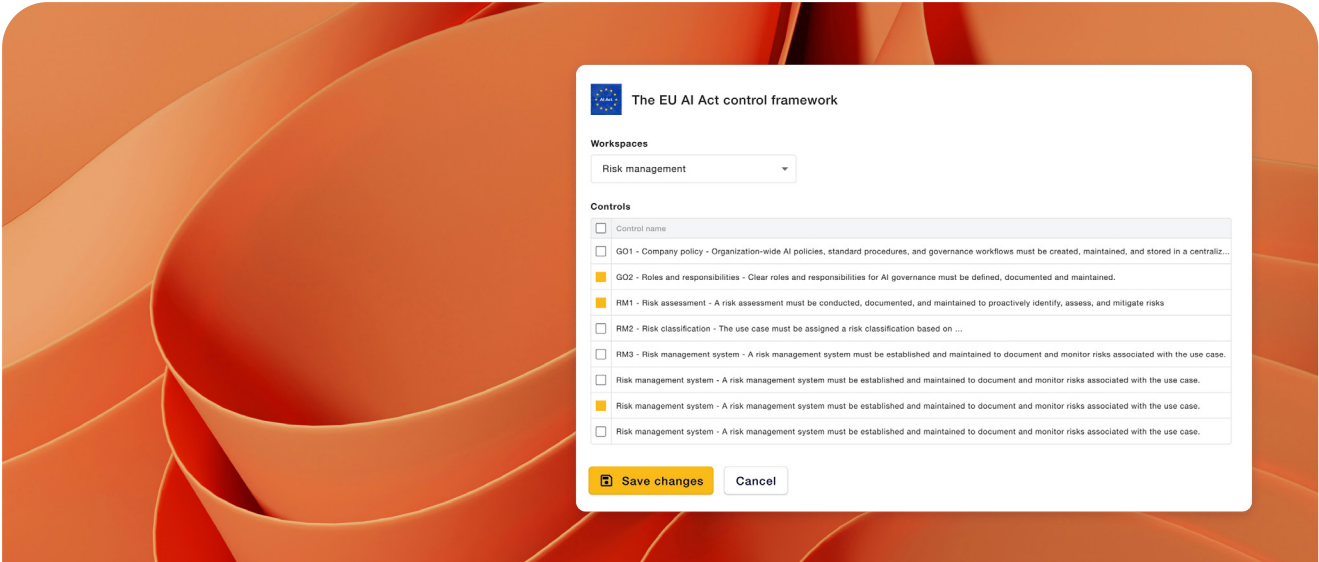 AI Act
The EU AI Act control framework
Workspaces
Risk management
Controls
Control name
GO1 - Company policy - Organization-wide AI policies, standard procedures, and governance workflows must be created, maintained, and stored in a centraliz...
GO2 - Roles and responsibilities - Clear roles and responsibilities for AI governance must be defined, documented and maintained.
RM1 - Risk assessment - A risk assessment must be conducted, documented, and maintained to proactively identify, assess, and mitigate risks
RM2 - Risk classification - The use case must be assigned a risk classification based on ...
RM3 - Risk management system - A risk management system must be established and maintained to document and monitor risks associated with the use case.
Risk management system - A risk management system must be established and maintained to document and monitor risks associated with the use case.
Risk management system - A risk management system must be established and maintained to document and monitor risks associated with the use case.
Risk management system - A risk management system must be established and maintained to document and monitor risks associated with the use case.
Save changes
Cancel